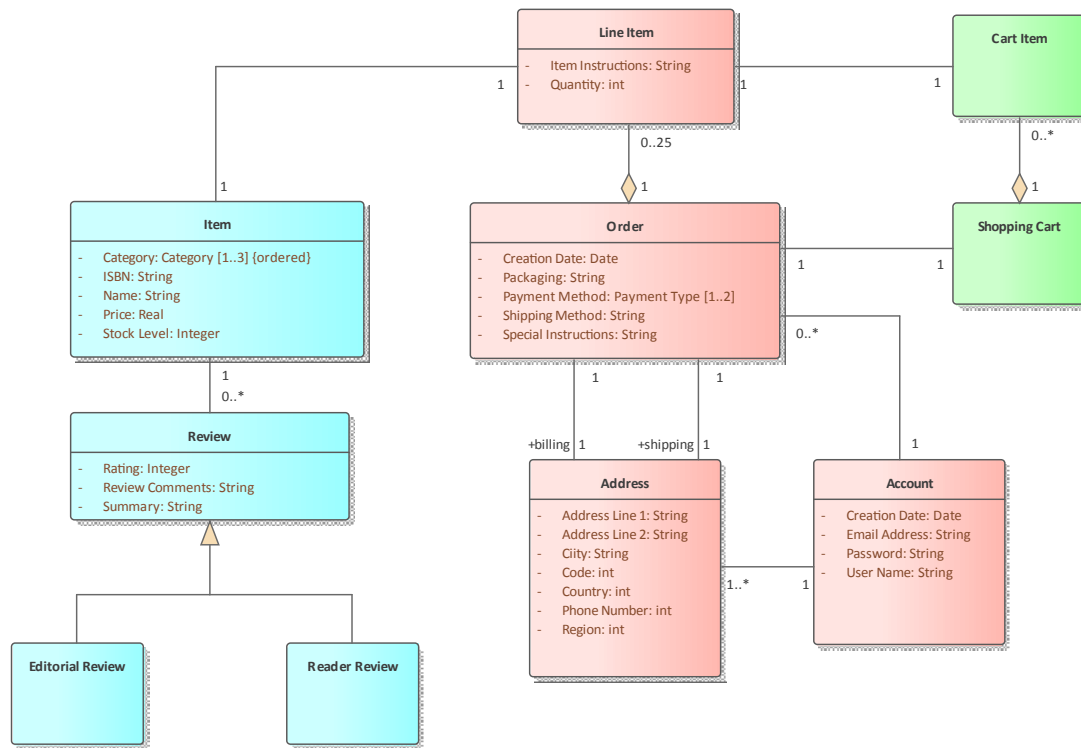 Line Item
- Item Instructions: String
- Quantity: int
Cart Item
1
1
1
0..25
0..*
1
1
1
Item
- Category: Category [1..3] {ordered}
- ISBN: String
- Name: String
- Price: Real
- Stock Level: Integer
Order
- Creation Date: Date
- Packaging: String
- Payment Method: Payment Type [1..2]
- Shipping Method: String
- Special Instructions: String
Shopping Cart
1
1
0..*
1
0..*
1
1
Review
- Rating: Integer
- Review Comments: String
- Summary: String
+billing 1
+shipping 1
1
Address
- Address Line 1: String
- Address Line 2: String
- Ciity: String
- Code: int
- Country: int
- Phone Number: int
- Region: int
Account
- Creation Date: Date
- Email Address: String
- Password: String
- User Name: String
1..*
1
Editorial Review
Reader Review